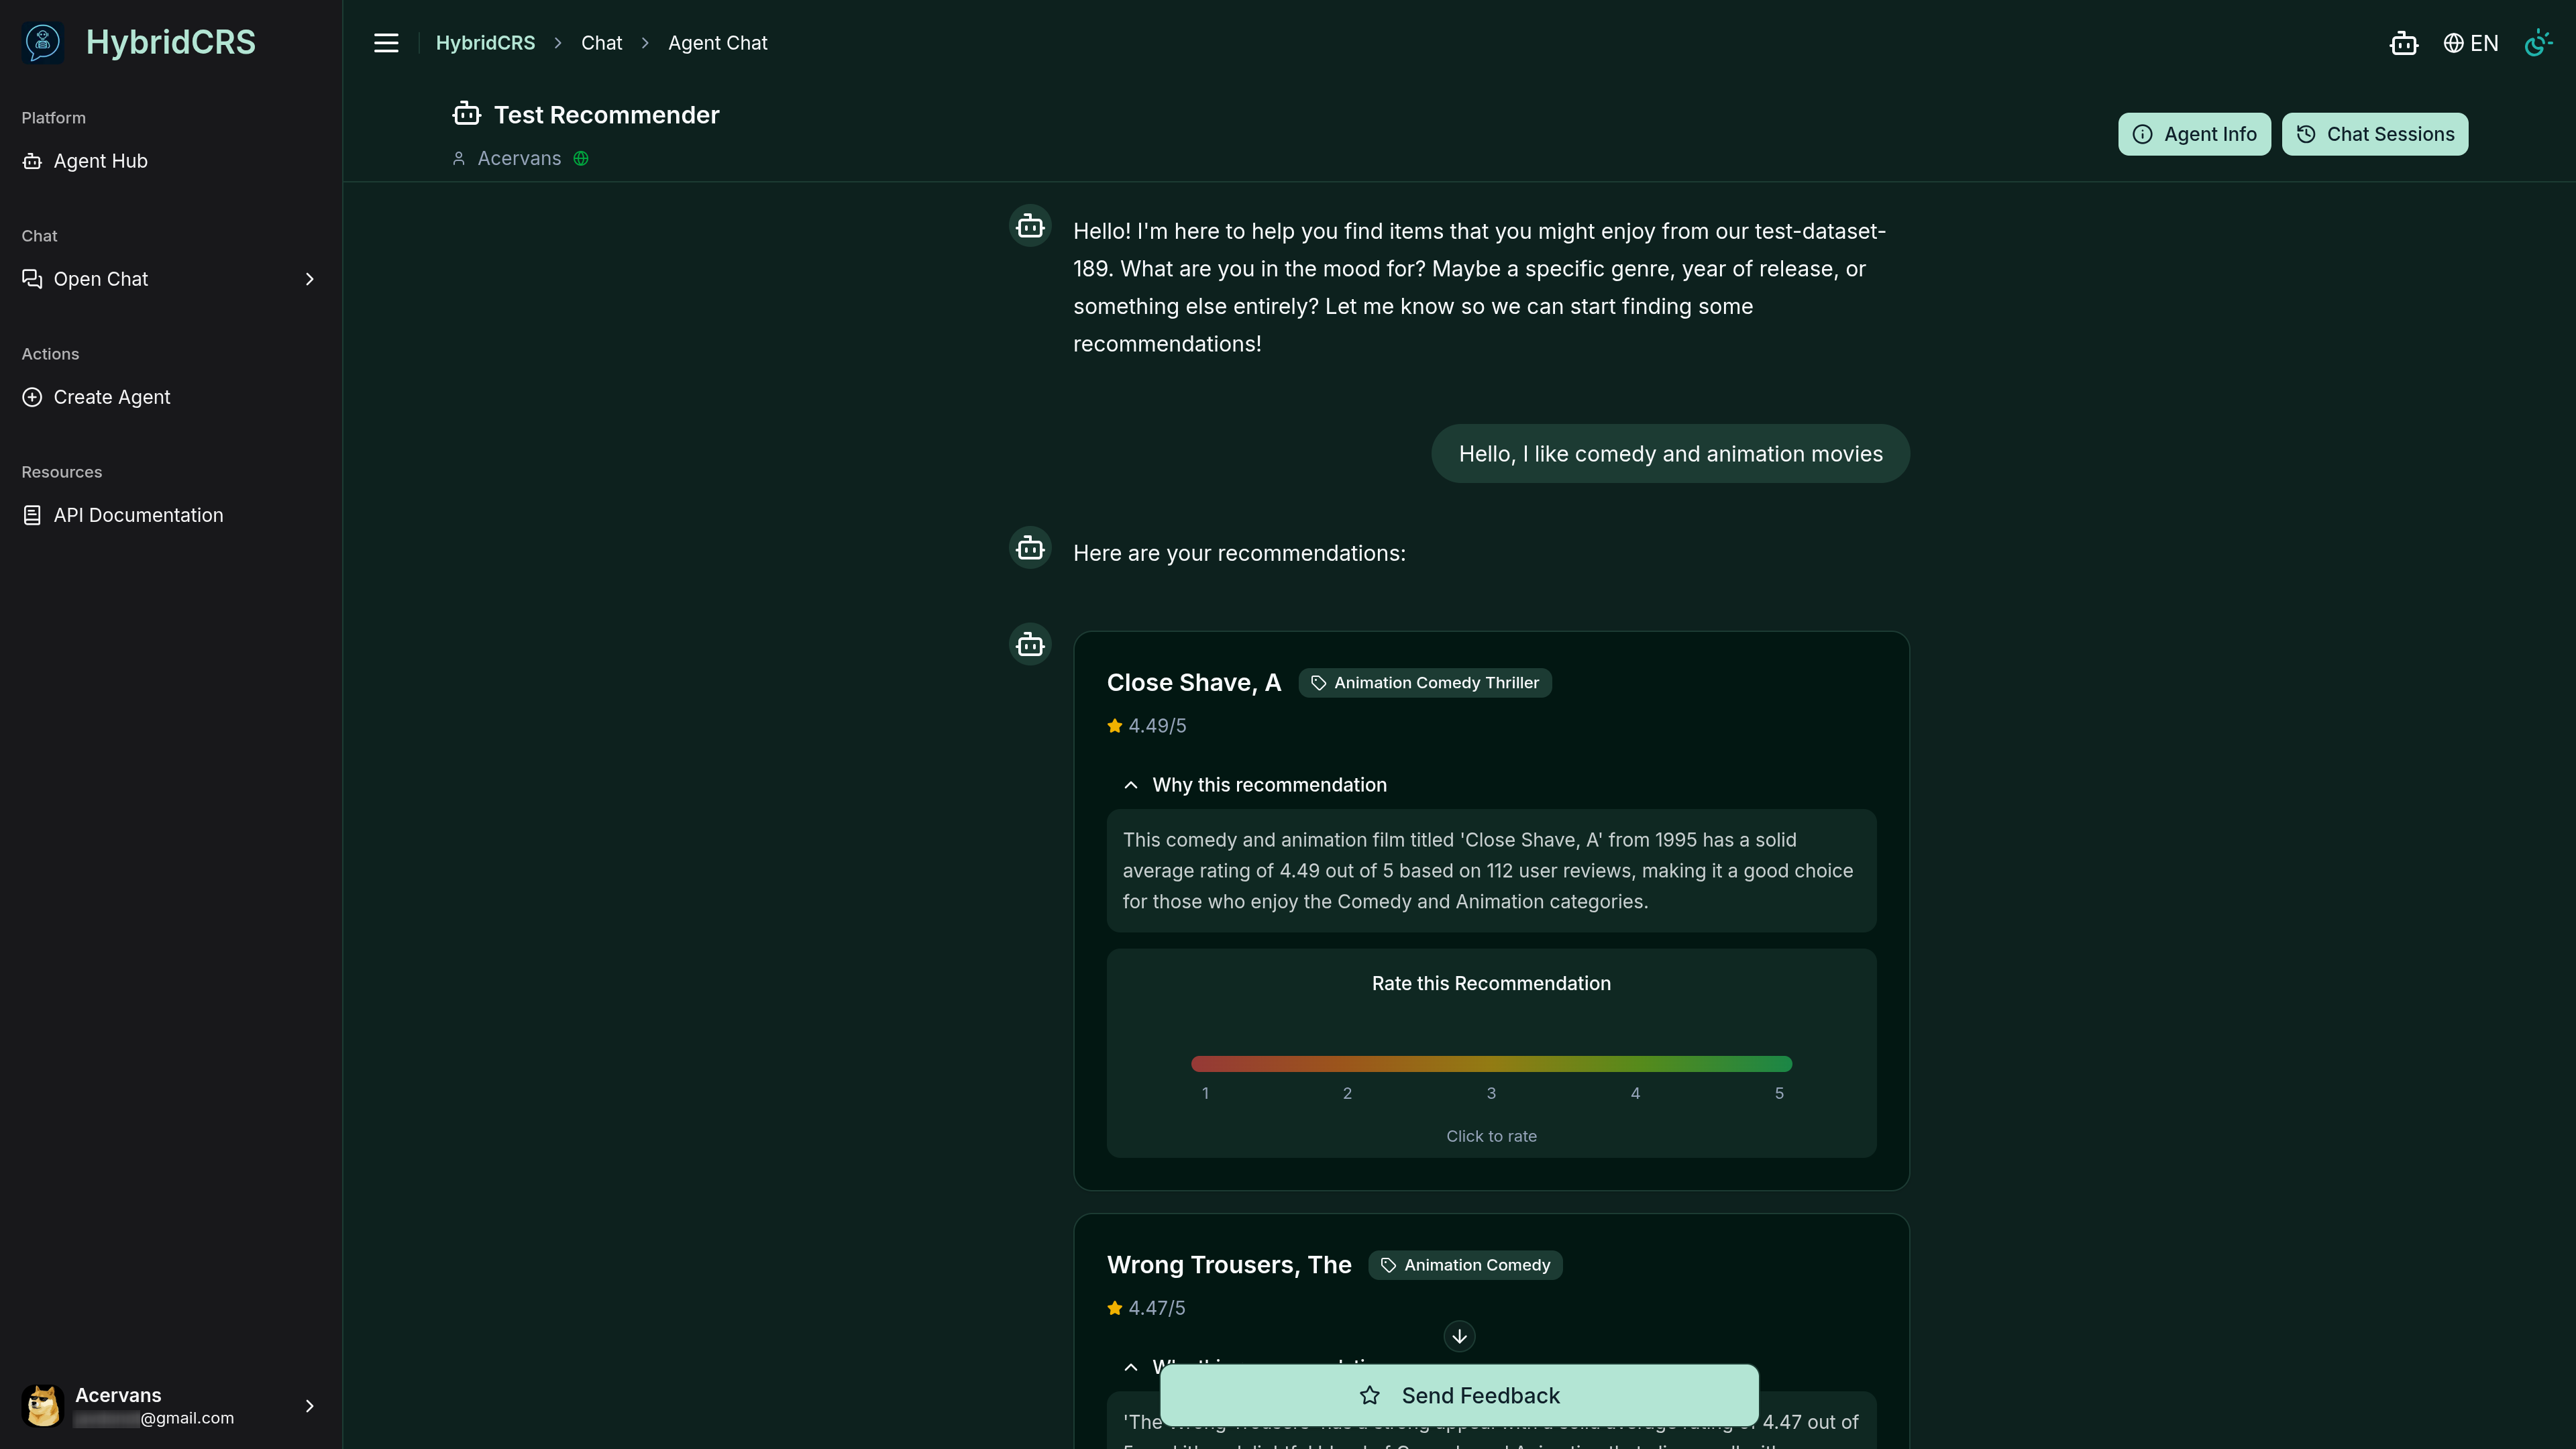 HybridCRS
Platform
Agent Hub
Chat
Open Chat
Actions
Create Agent
Resources
API Documentation
Acervans
@gmail.com
HybridCRS
Chat
Agent Chat
EN
Test Recommender
Acervans
Agent Info
Chat Sessions
Hello! I'm here to help you find items that you might enjoy from our test-dataset-
189. What are you in the mood for? Maybe a specific genre, year of release, or
something else entirely? Let me know so we can start finding some
recommendations!
Hello, I like comedy and animation movies
Here are your recommendations:
Close Shave, A
Animation Comedy Thriller
4.49/5
Why this recommendation
This comedy and animation film titled 'Close Shave, A' from 1995 has a solid
average rating of 4.49 out of 5 based on 112 user reviews, making it a good choice
for those who enjoy the Comedy and Animation categories.
Rate this Recommendation
1 2 3 4 5
Click to rate
Wrong Trousers, The
Animation Comedy
4.47/5
Send Feedback
'The 4.47 out of